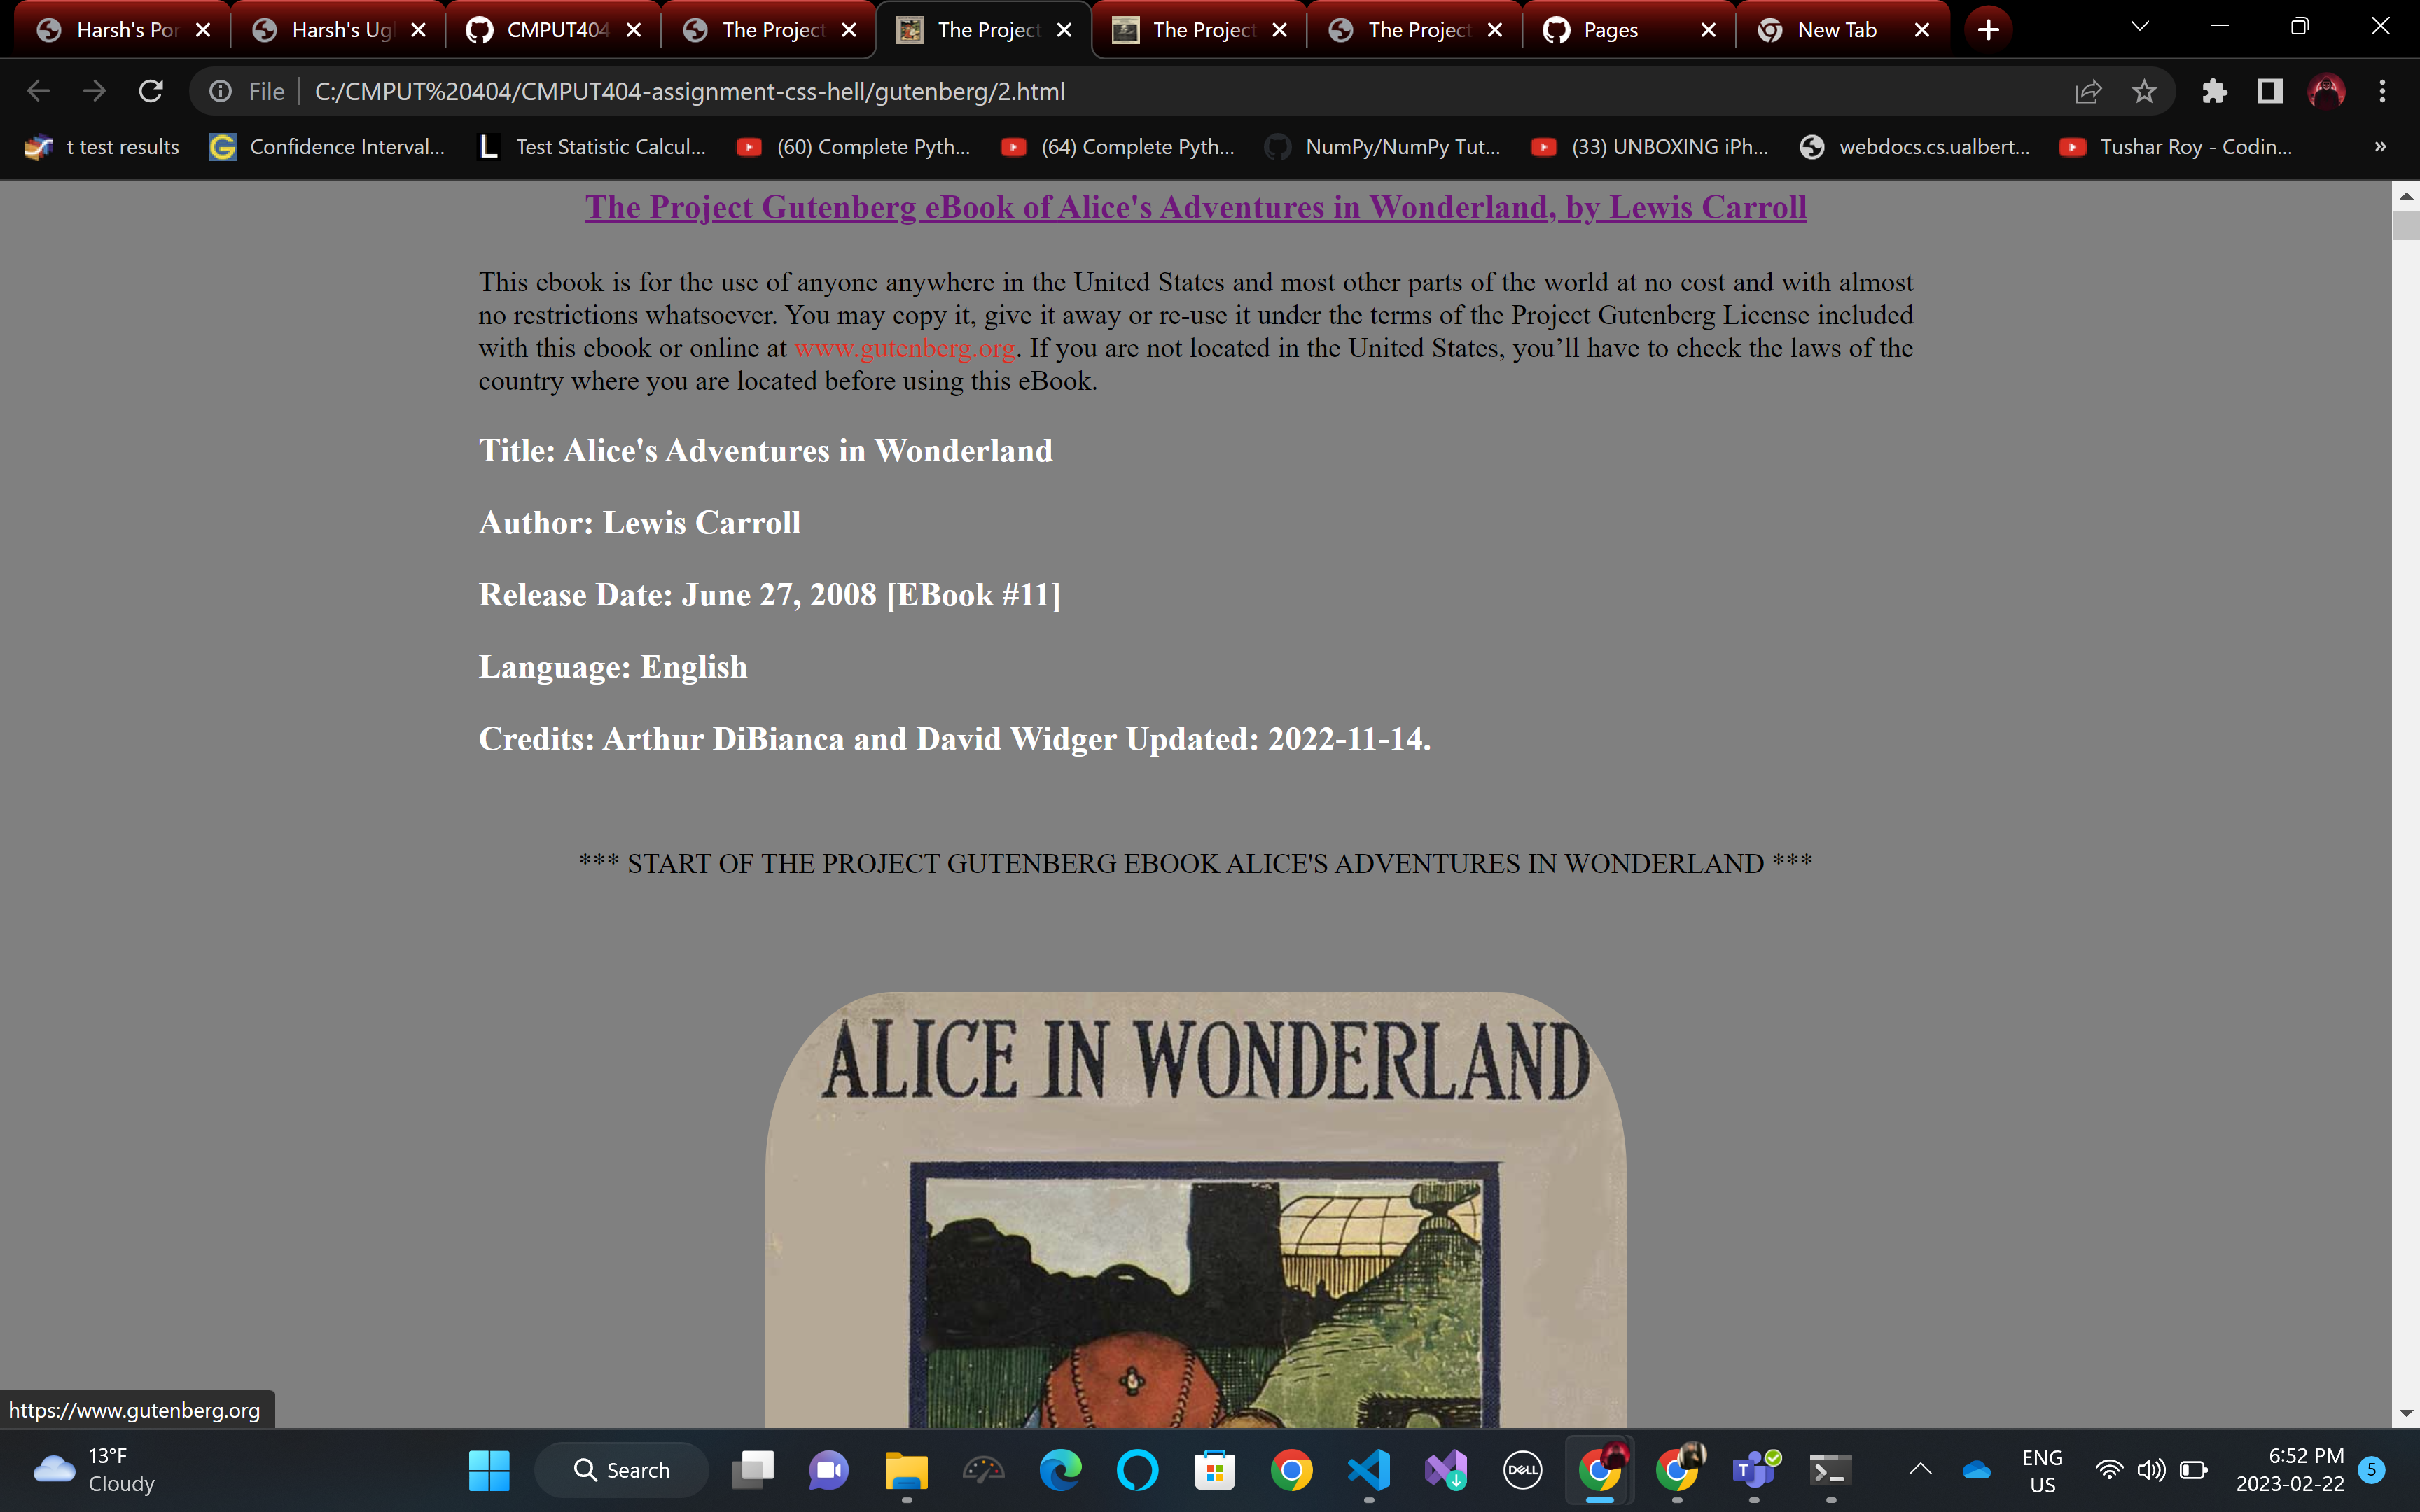 Harsh's Por
Harsh's Ugl
CMPUT404
The Project
The Project
The Project
The Project
Pages
New Tab
File
C:/CMPUT%20404/CMPUT404-assignment-css-hell/gutenberg/2.html
t test results
Confidence Interval...
Test Statistic Calcul...
(60) Complete Pyth...
(64) Complete Pyth...
NumPy/NumPy Tut...
(33) UNBOXING iPh...
webdocs.cs.ualbert...
Tushar Roy - Codin...
»
The Project Gutenberg eBook of Alice's Adventures in Wonderland, by Lewis Carroll
This ebook is for the use of anyone anywhere in the United States and most other parts of the world at no cost and with almost
no restrictions whatsoever. You may copy it, give it away or re-use it under the terms of the Project Gutenberg License included
with this ebook or online at www.gutenberg.org. If you are not located in the United States, you’ll have to check the laws of the
country where you are located before using this eBook.
Title: Alice's Adventures in Wonderland
Author: Lewis Carroll
Release Date: June 27, 2008 [EBook #11]
Language: English
Credits: Arthur DiBianca and David Widger Updated: 2022-11-14.
*** START OF THE PROJECT GUTENBERG EBOOK ALICE'S ADVENTURES IN WONDERLAND ***
ALICE IN WONDERLAND
https://www.gutenberg.org
13°F
Cloudy
Search
DELL
ENG
US
6:52 PM
2023-02-22
5